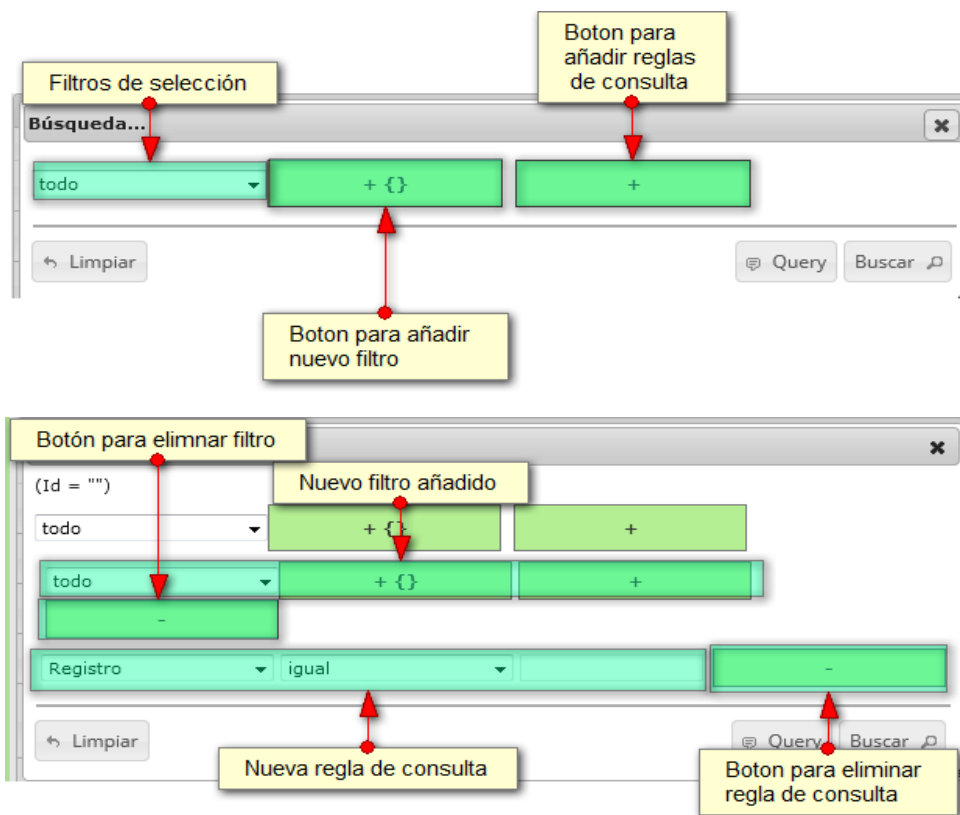 Boton para
añadir reglas
de consulta
Filtros de selección
Búsqueda...
todo
+ {}
+
Limpiar
Query
Buscar
Boton para añadir
nuevo filtro
Botón para elimnar filtro
(Id = "")
Nuevo filtro añadido
todo
+ {}
+
todo
+ {}
+
-
Registro
igual
-
Limpiar
Query
Buscar
Nueva regla de consulta
Boton para eliminar
regla de consulta